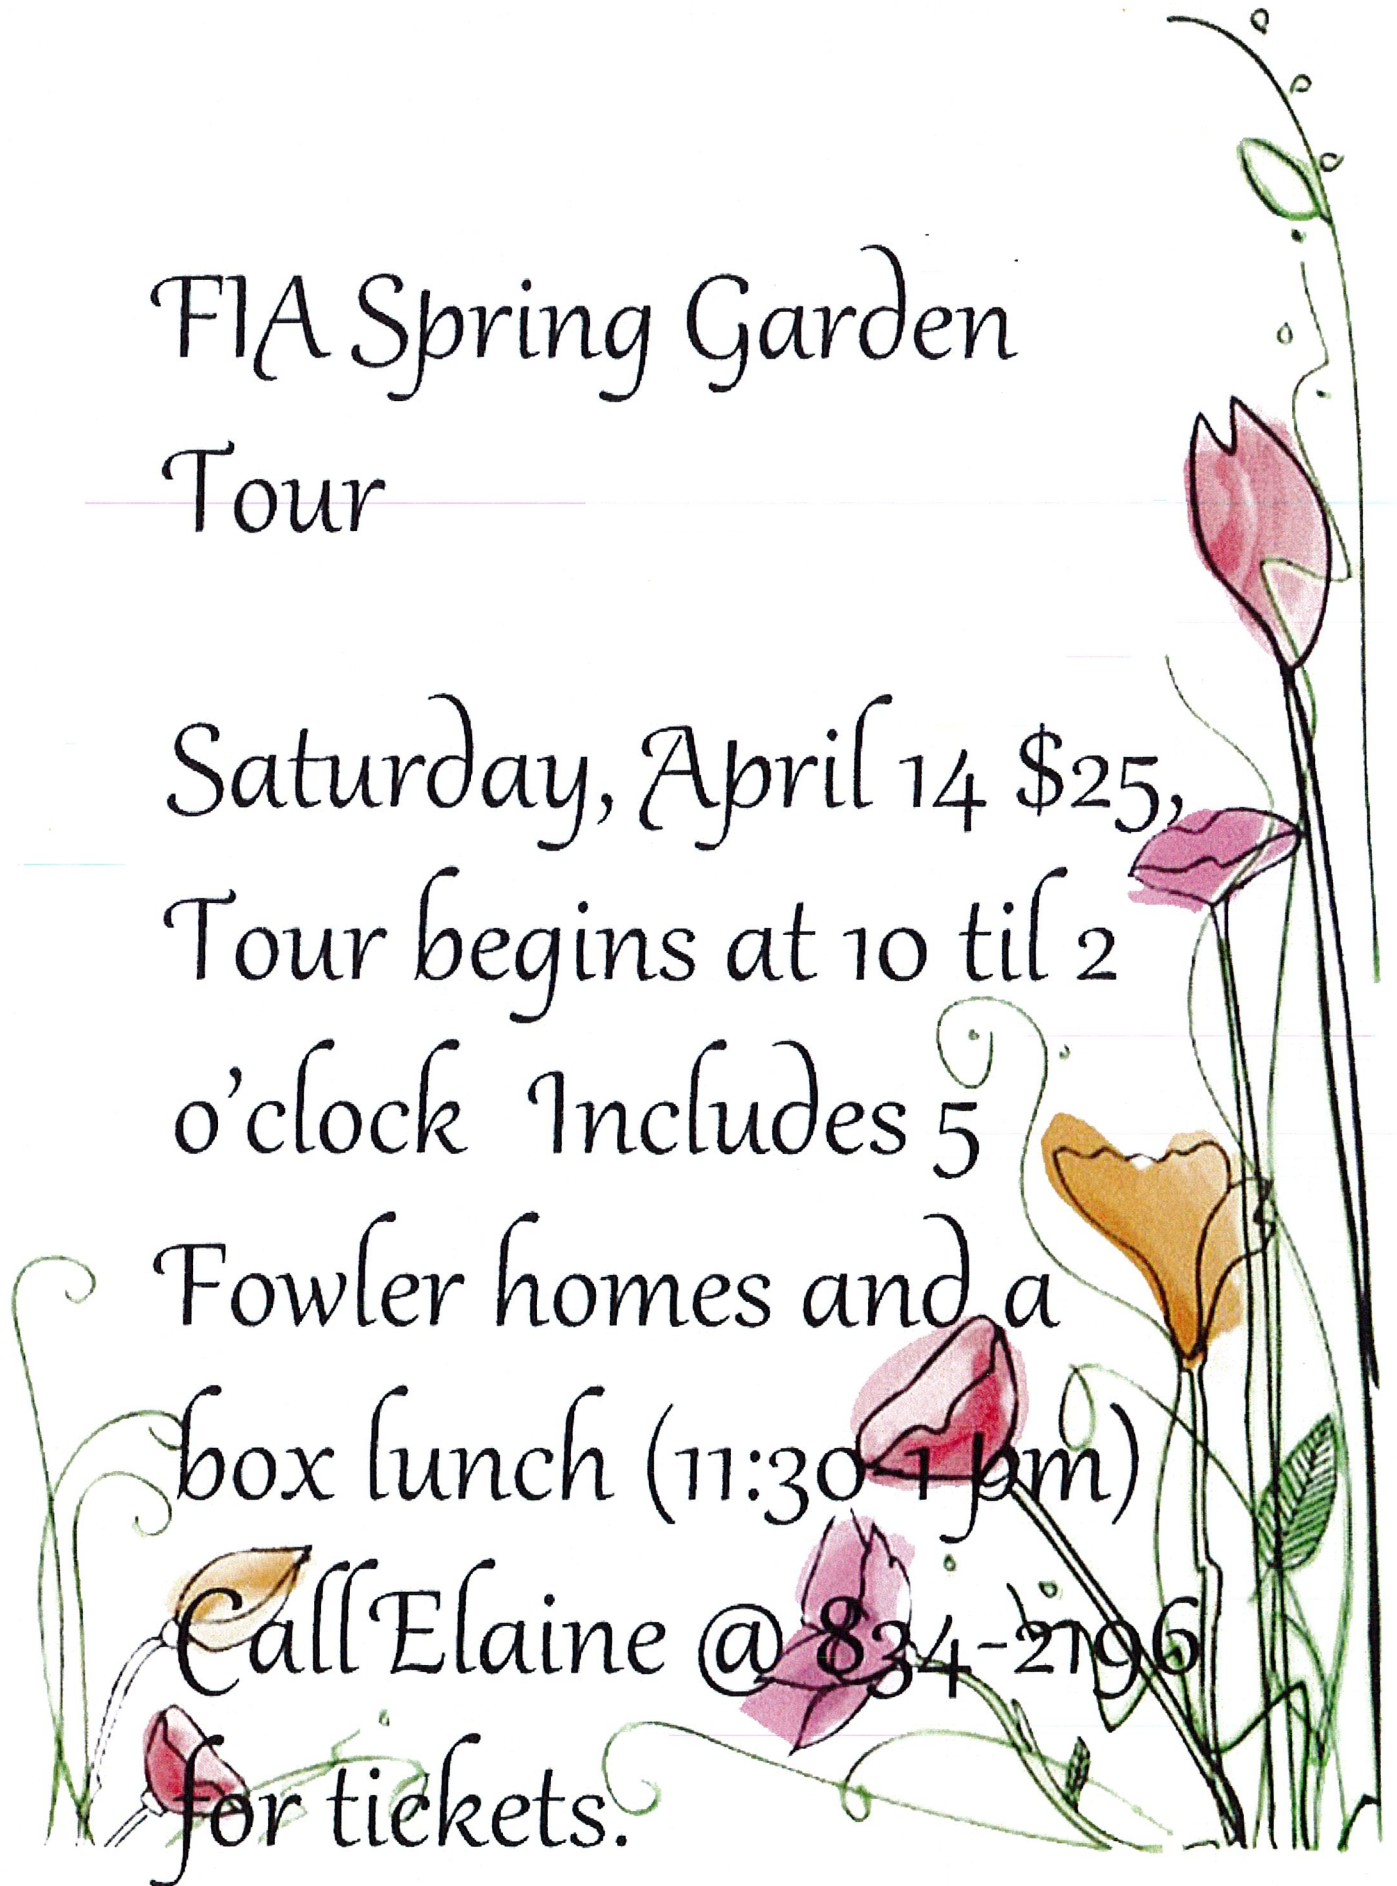 FIA Spring Garden
Tour
Saturday, April 14 $25,
Tour begins at 10 til 2
o'clock Includes 5
Fowler homes and a
box lunch (11:30-1 pm)
Call Elaine @ 834-2196
for tickets.